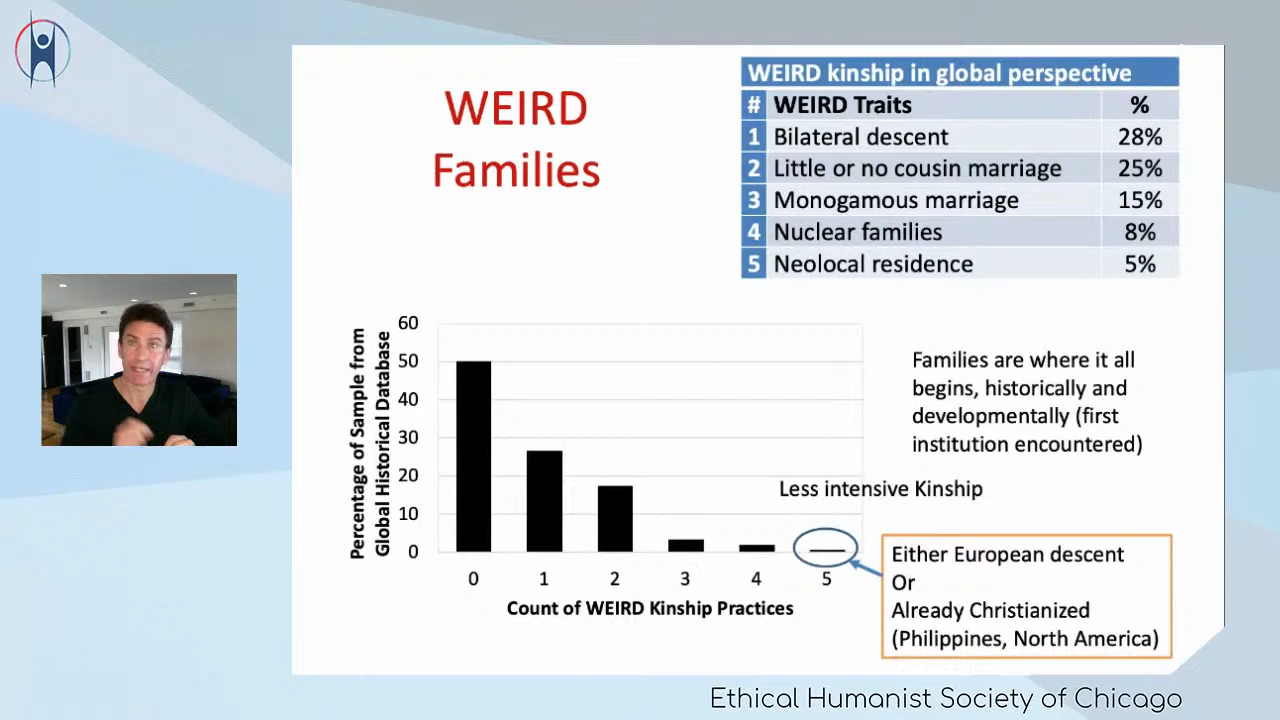 WEIRD
Families
WEIRD kinship in global perspective
# WEIRD Traits %
1 Bilateral descent 28%
2 Little or no cousin marriage 25%
3 Monogamous marriage 15%
4 Nuclear families 8%
5 Neolocal residence 5%
Percentage of Sample from
Global Historical Database
60
50
40
30
20
10
0
0 1 2 3 4 5
Count of WEIRD Kinship Practices
Families are where it all
begins, historically and
developmentally (first
institution encountered)
Less intensive Kinship
Either European descent
Or
Already Christianized
(Philippines, North America)
Ethical Humanist Society of Chicago